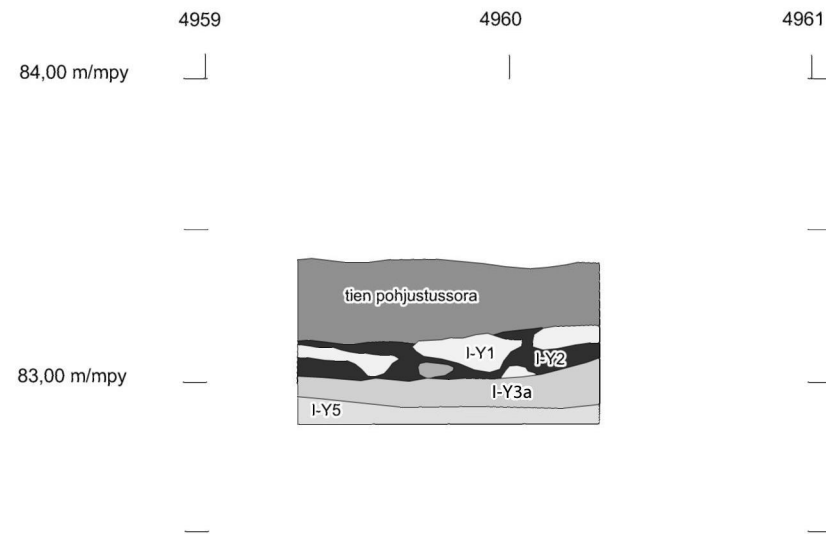 4959 4960 4961
84,00 m/mpy
tien pohjustussora
I-Y1 I-Y2
83,00 m/mpy
I-Y3a
I-Y5